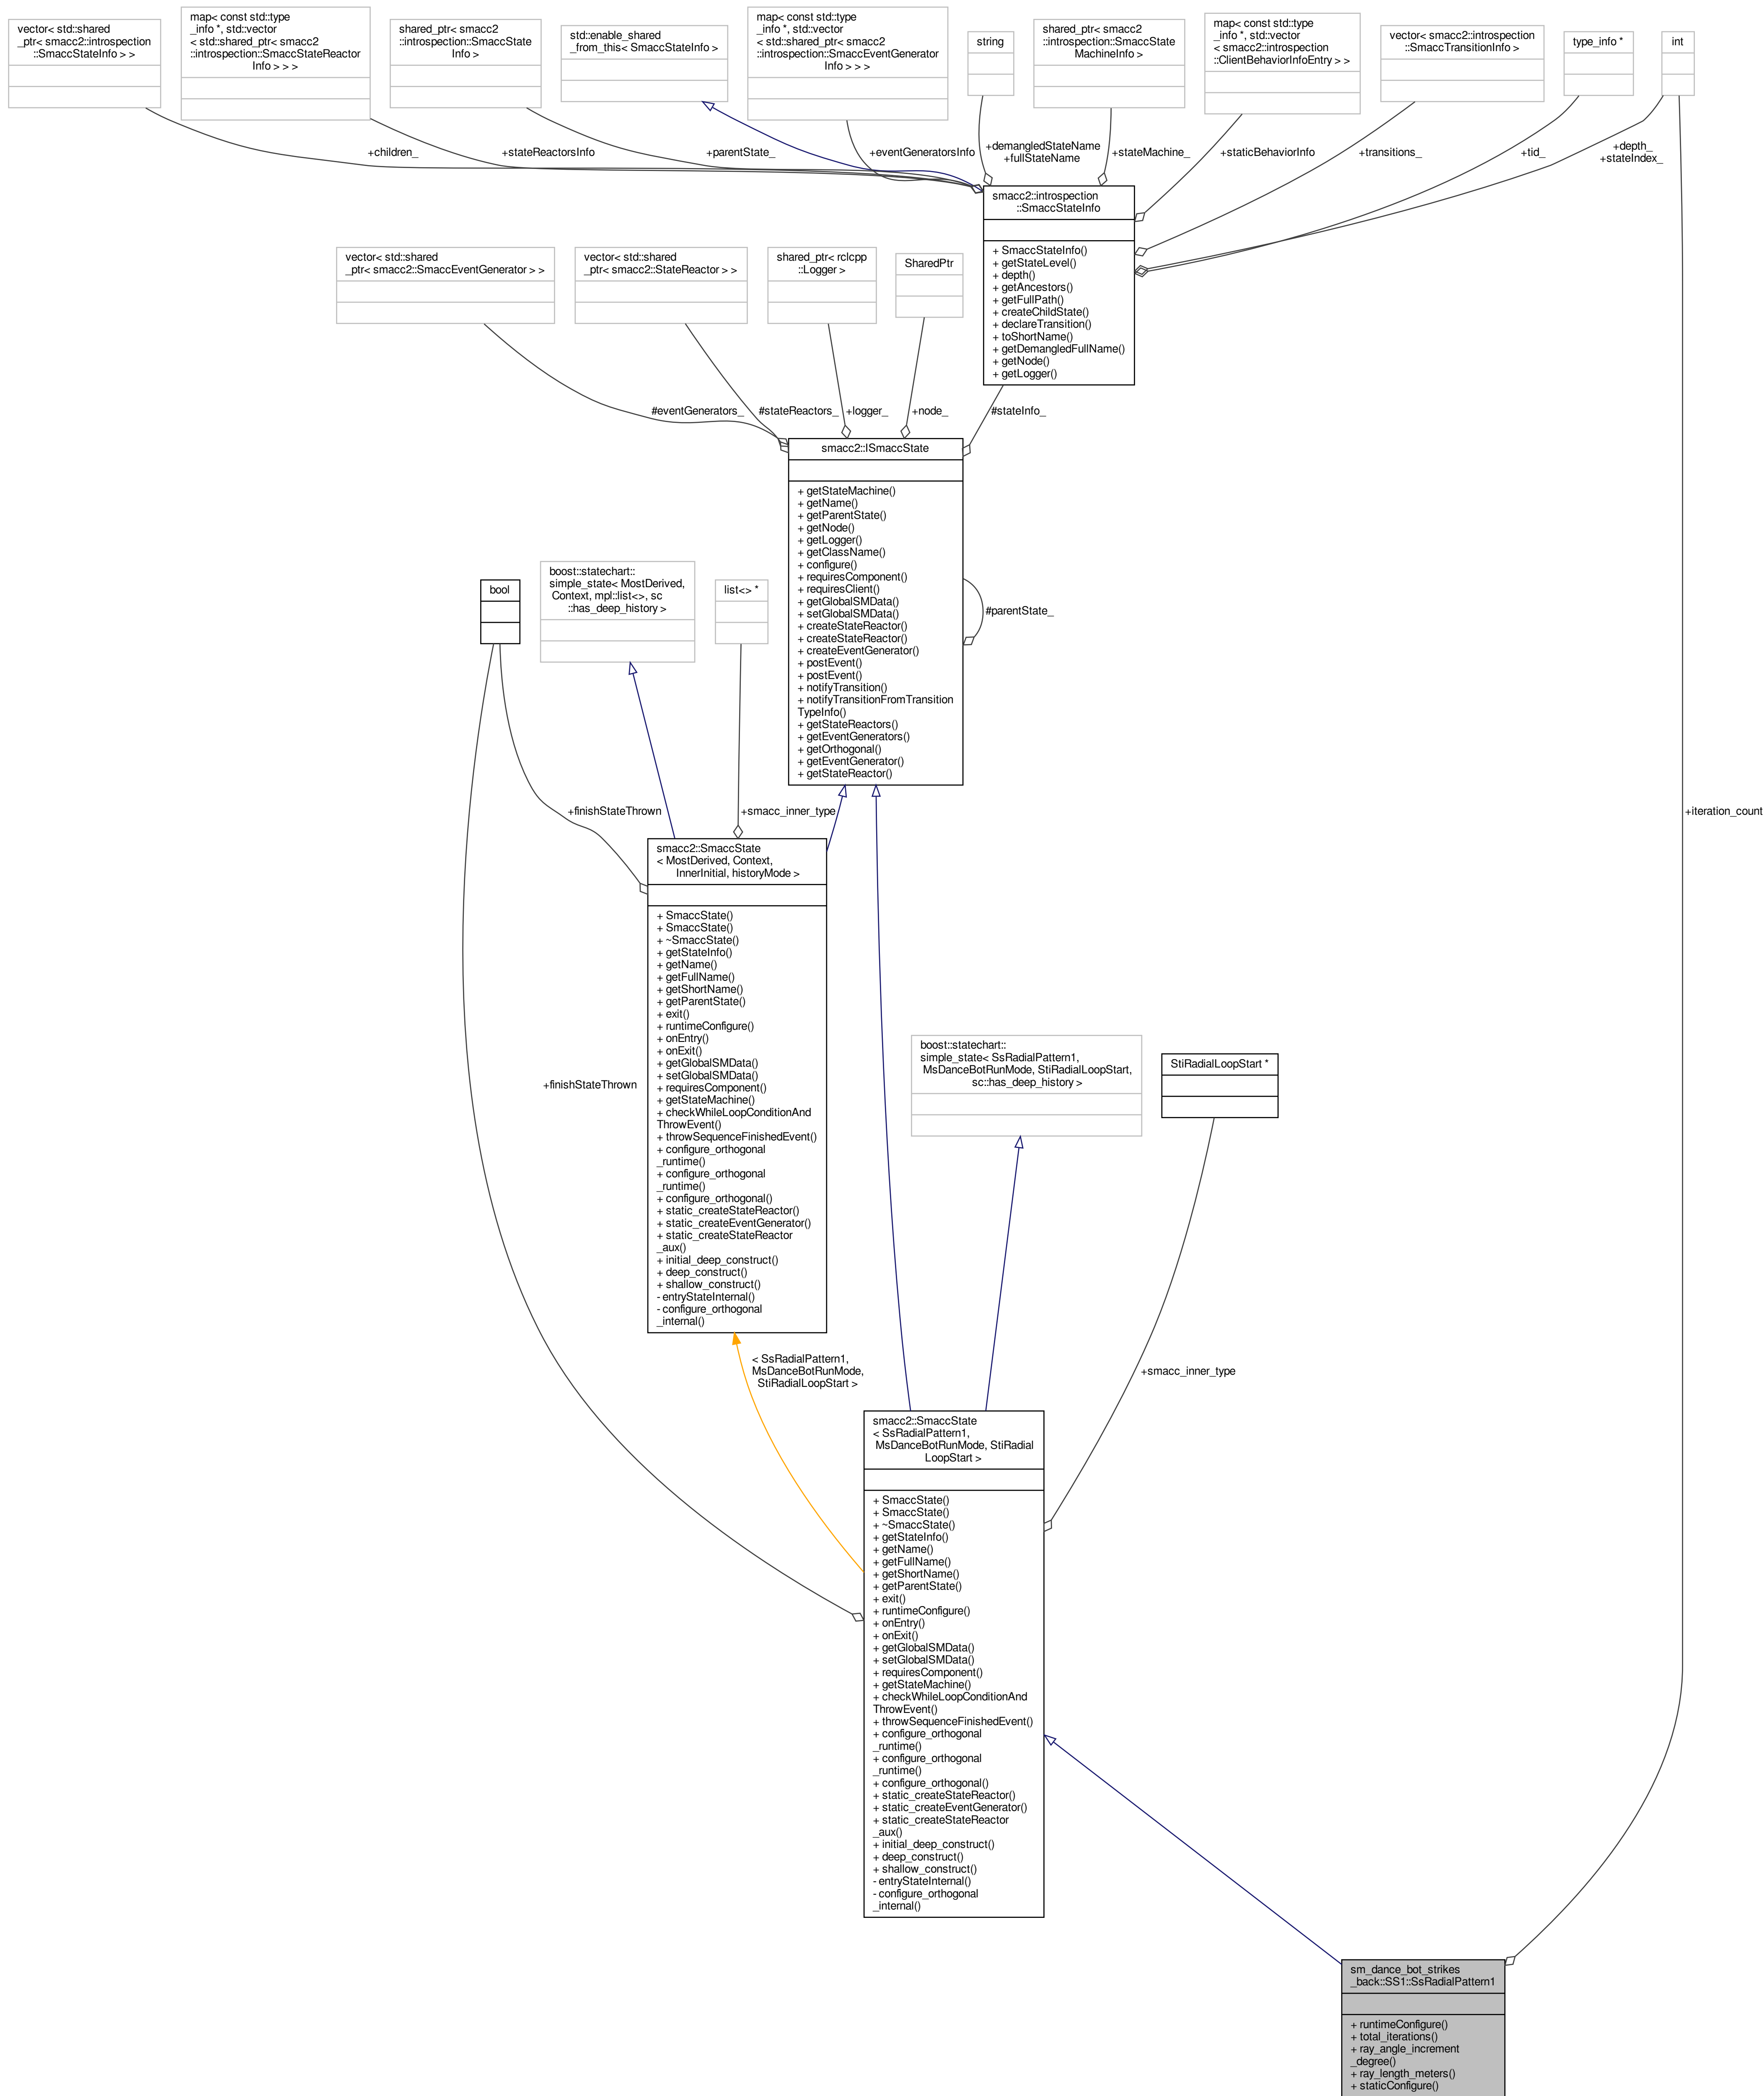 vector< std::shared
_ptr< smacc2::introspection
::SmaccStateInfo > >
map< const std::type
_info *, std::vector
< std::shared_ptr< smacc2
::introspection::SmaccStateReactor
Info > > >
shared_ptr< smacc2
::introspection::SmaccState
Info >
std::enable_shared
_from_this< SmaccStateInfo >
map< const std::type
_info *, std::vector
< std::shared_ptr< smacc2
::introspection::SmaccEventGenerator
Info > > >
string
shared_ptr< smacc2
::introspection::SmaccState
MachineInfo >
map< const std::type
_info *, std::vector
< smacc2::introspection
::ClientBehaviorInfoEntry > >
vector< smacc2::introspection
::SmaccTransitionInfo >
type_info *
int
+children_
+stateReactorsInfo
+parentState_
+eventGeneratorsInfo
+demangledStateName
+fullStateName
+stateMachine_
+staticBehaviorInfo
+transitions_
+tid_
+depth_
+stateIndex_
smacc2::introspection
::SmaccStateInfo
+ SmaccStateInfo()
+ getStateLevel()
+ depth()
+ getAncestors()
+ getFullPath()
+ createChildState()
+ declareTransition()
+ toShortName()
+ getDemangledFullName()
+ getNode()
+ getLogger()
vector< std::shared
_ptr< smacc2::SmaccEventGenerator > >
vector< std::shared
_ptr< smacc2::StateReactor > >
shared_ptr< rclcpp
::Logger >
SharedPtr
#eventGenerators_
#stateReactors_
+logger_
+node_
#stateInfo_
smacc2::ISmaccState
+ getStateMachine()
+ getName()
+ getParentState()
+ getNode()
+ getLogger()
+ getClassName()
+ configure()
+ requiresComponent()
+ requiresClient()
+ getGlobalSMData()
+ setGlobalSMData()
+ createStateReactor()
+ createStateReactor()
+ createEventGenerator()
+ postEvent()
+ postEvent()
+ notifyTransition()
+ notifyTransitionFromTransition
TypeInfo()
+ getStateReactors()
+ getEventGenerators()
+ getOrthogonal()
+ getEventGenerator()
+ getStateReactor()
#parentState_
bool
boost::statechart::
simple_state< MostDerived,
Context, mpl::list<>, sc
::has_deep_history >
list<> *
+finishStateThrown
+smacc_inner_type
+iteration_count
smacc2::SmaccState
< MostDerived, Context,
InnerInitial, historyMode >
+ SmaccState()
+ SmaccState()
+ ~SmaccState()
+ getStateInfo()
+ getName()
+ getFullName()
+ getShortName()
+ getParentState()
+ exit()
+ runtimeConfigure()
+ onEntry()
+ onExit()
+ getGlobalSMData()
+ setGlobalSMData()
+ requiresComponent()
+ getStateMachine()
+ checkWhileLoopConditionAnd
ThrowEvent()
+ throwSequenceFinishedEvent()
+ configure_orthogonal
_runtime()
+ configure_orthogonal
_runtime()
+ configure_orthogonal()
+ static_createStateReactor()
+ static_createEventGenerator()
+ static_createStateReactor
_aux()
+ initial_deep_construct()
+ deep_construct()
+ shallow_construct()
- entryStateInternal()
- configure_orthogonal
_internal()
+finishStateThrown
boost::statechart::
simple_state< SsRadialPattern1,
MsDanceBotRunMode, StiRadialLoopStart,
sc::has_deep_history >
StiRadialLoopStart *
< SsRadialPattern1,
MsDanceBotRunMode,
StiRadialLoopStart >
+smacc_inner_type
smacc2::SmaccState
< SsRadialPattern1,
MsDanceBotRunMode, StiRadial
LoopStart >
+ SmaccState()
+ SmaccState()
+ ~SmaccState()
+ getStateInfo()
+ getName()
+ getFullName()
+ getShortName()
+ getParentState()
+ exit()
+ runtimeConfigure()
+ onEntry()
+ onExit()
+ getGlobalSMData()
+ setGlobalSMData()
+ requiresComponent()
+ getStateMachine()
+ checkWhileLoopConditionAnd
ThrowEvent()
+ throwSequenceFinishedEvent()
+ configure_orthogonal
_runtime()
+ configure_orthogonal
_runtime()
+ configure_orthogonal()
+ static_createStateReactor()
+ static_createEventGenerator()
+ static_createStateReactor
_aux()
+ initial_deep_construct()
+ deep_construct()
+ shallow_construct()
- entryStateInternal()
- configure_orthogonal
_internal()
sm_dance_bot_strikes
_back::SS1::SsRadialPattern1
+ runtimeConfigure()
+ total_iterations()
+ ray_angle_increment
_degree()
+ ray_length_meters()
+ staticConfigure()